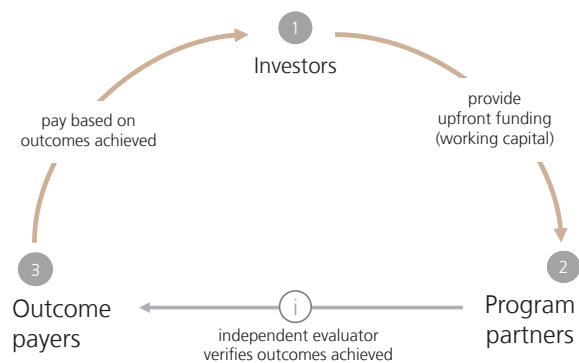 1
Investors
provide
upfront funding
(working capital)
2
Program
partners
i
independent evaluator
verifies outcomes achieved
3
Outcome
payers
pay based on
outcomes achieved